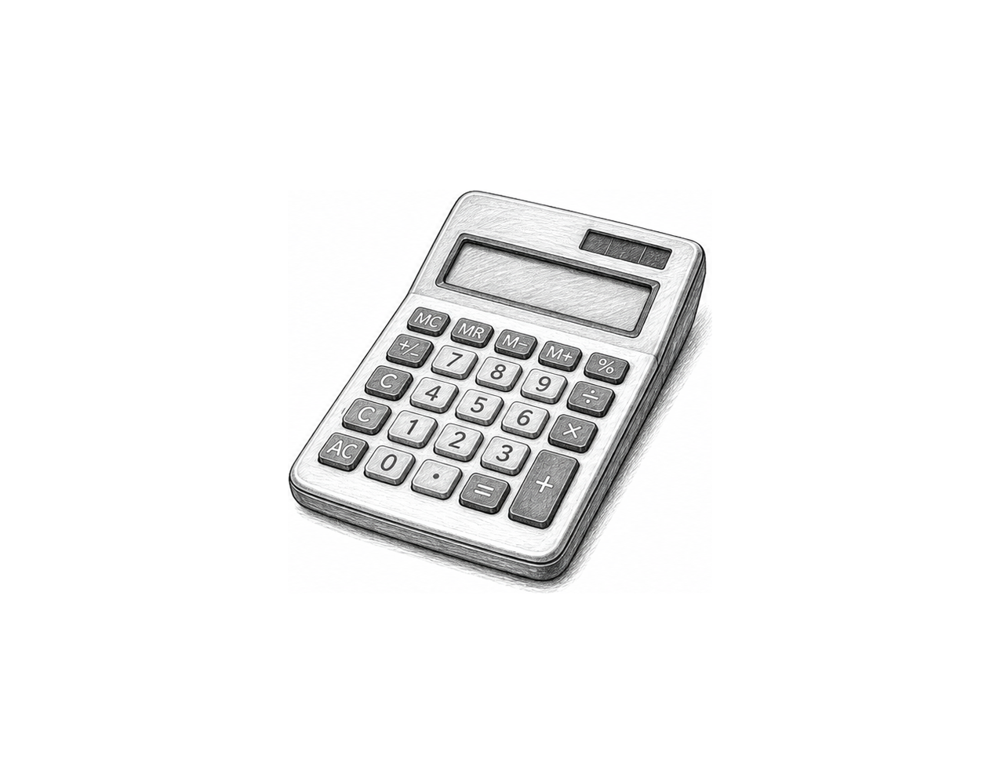 MC MR M− M+ %
+/− 7 8 9 ÷
C 4 5 6 ×
C 1 2 3 +
AC 0 . =